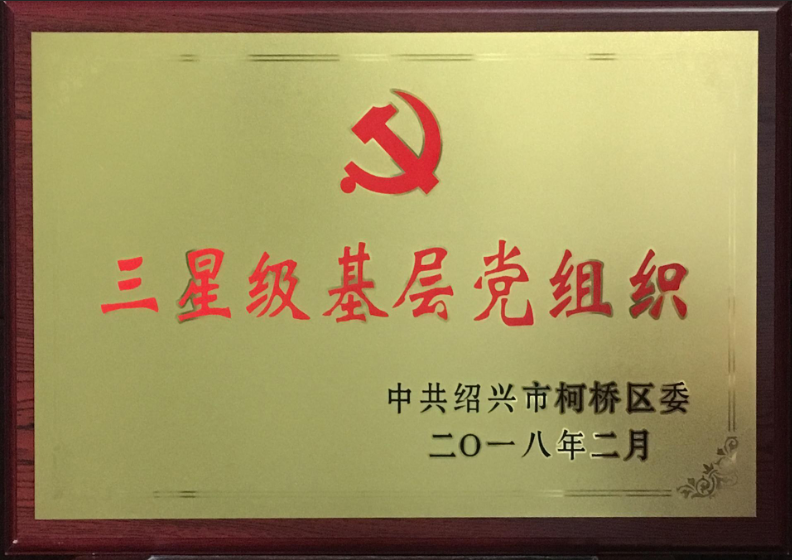 三星级基层党组织
中共绍兴市柯桥区委
二〇一八年二月